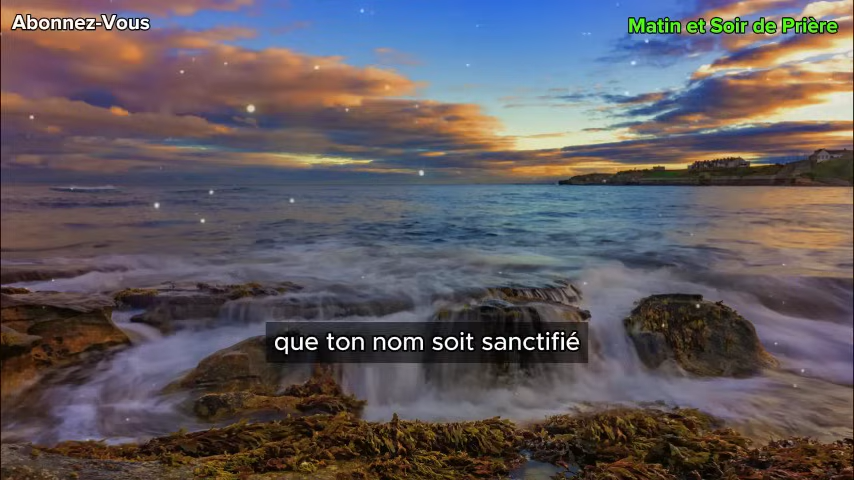 Abonnez-Vous
Matin et Soir de Prière
que ton nom soit sanctifié